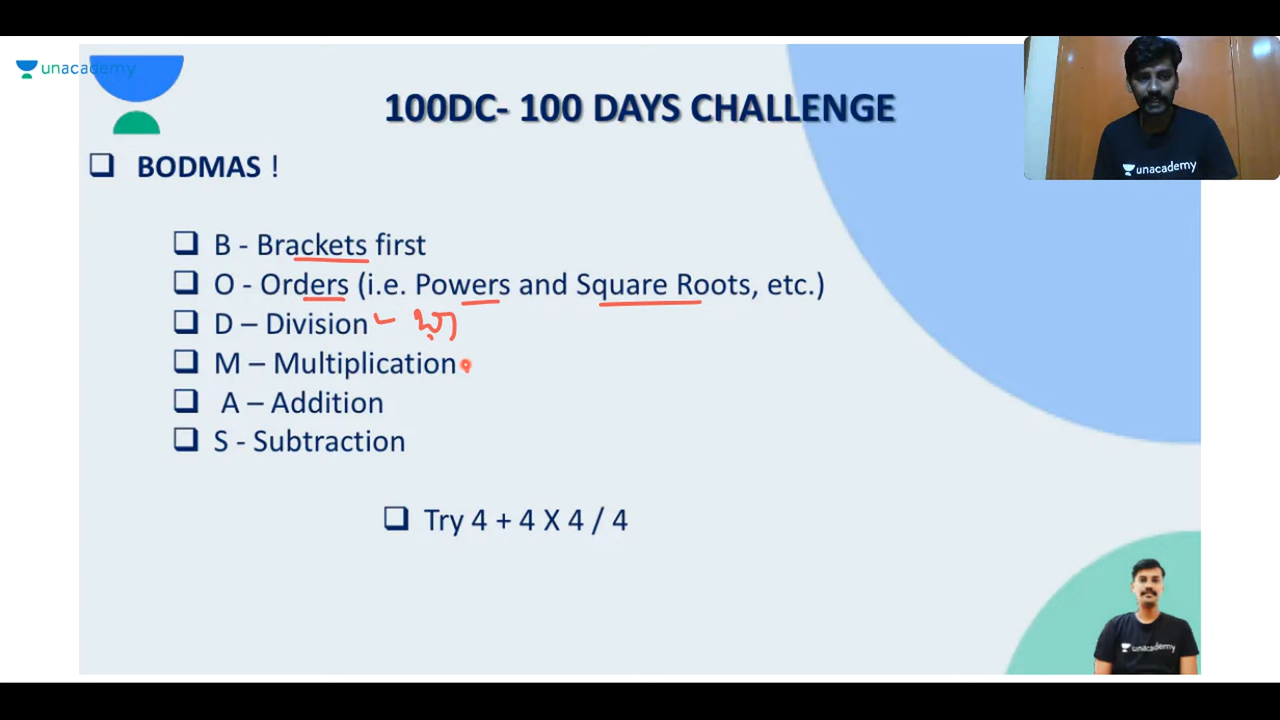 unacademy
100DC- 100 DAYS CHALLENGE
BODMAS !
B - Brackets first
O - Orders (i.e. Powers and Square Roots, etc.)
D – Division
M – Multiplication
A – Addition
S - Subtraction
Try 4 + 4 X 4 / 4
unacademy
unacademy